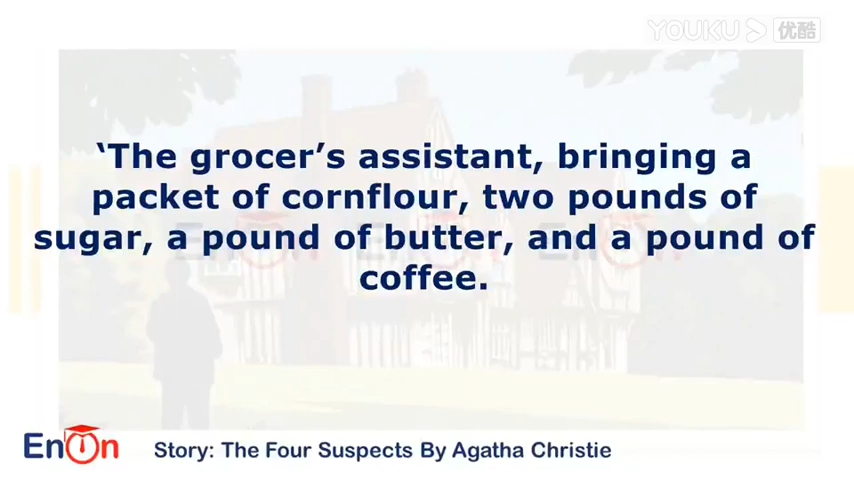 YOUKU 优酷
‘The grocer’s assistant, bringing a
packet of cornflour, two pounds of
sugar, a pound of butter, and a pound of
coffee.
EnOn
Story: The Four Suspects By Agatha Christie